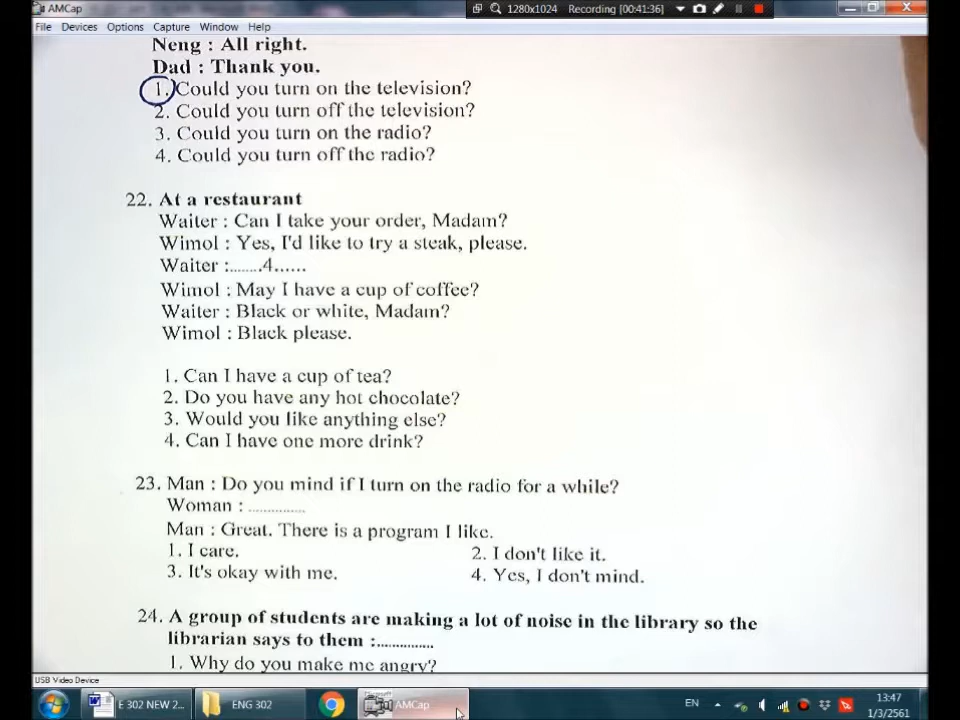 AMCap
1280x1024 Recording [00:41:36]
File Devices Options Capture Window Help
Neng : All right.
Dad : Thank you.
1. Could you turn on the television?
2. Could you turn off the television?
3. Could you turn on the radio?
4. Could you turn off the radio?
22. At a restaurant
Waiter : Can I take your order, Madam?
Wimol : Yes, I'd like to try a steak, please.
Waiter :.......4......
Wimol : May I have a cup of coffee?
Waiter : Black or white, Madam?
Wimol : Black please.
1. Can I have a cup of tea?
2. Do you have any hot chocolate?
3. Would you like anything else?
4. Can I have one more drink?
23. Man : Do you mind if I turn on the radio for a while?
Woman : ..............
Man : Great. There is a program I like.
1. I care. 2. I don't like it.
3. It's okay with me. 4. Yes, I don't mind.
24. A group of students are making a lot of noise in the library so the
librarian says to them :..............
1. Why do you make me angry?
USB Video Device
E 302 NEW 2... ENG 302 AMCap EN 13:47
1/3/2561